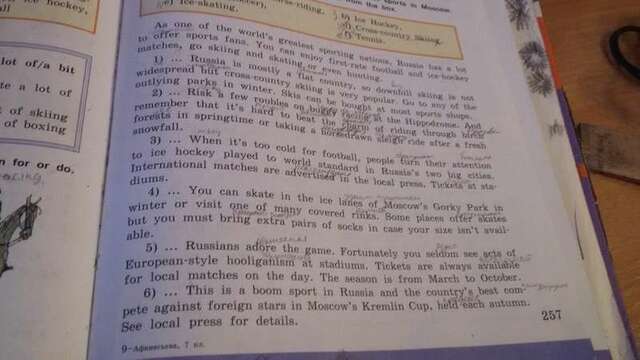 sports in Moscow.
from the box.
horse-riding,
b) Ice Hockey,
e) Ice-skating.
d) Cross-country Skiing
f) Tennis.
As one of the world's greatest sporting nations, Russia has a lot
to offer sports fans. You can enjoy first-rate football and ice-hockey
matches, go skiing and skating or even hunting.
1) ... Russia is mostly a flat country, so downhill skiing is not
widespread but cross-country skiing is very popular. Go to any of the
outlying parks in winter. Skis can be bought at most sports shops.
2) ... Risk a few roubles on horse racing at the Hippodrome. And
remember that it's hard to beat the charm of riding through birch
forests in springtime or taking a horsedrawn sleigh ride after a fresh
snowfall.
3) ... When it's too cold for football, people turn their attention
to ice hockey played to world standard in Russia's two big cities.
International matches are advertised in the local press. Tickets at sta-
diums.
4) ... You can skate in the ice lanes of Moscow's Gorky Park in
winter or visit one of many covered rinks. Some places offer skates
but you must bring extra pairs of socks in case your size isn't avail-
able.
5) ... Russians adore the game. Fortunately you seldom see acts of
European-style hooliganism at stadiums. Tickets are always available
for local matches on the day. The season is from March to October.
6) ... This is a boom sport in Russia and the country's best com-
pete against foreign stars in Moscow's Kremlin Cup, held each autumn.
See local press for details.
257
9-Афанасьева, 7 кл.
ice hockey,
all
lot of/a bit
te a lot of
of skiing
of boxing
n for or do,